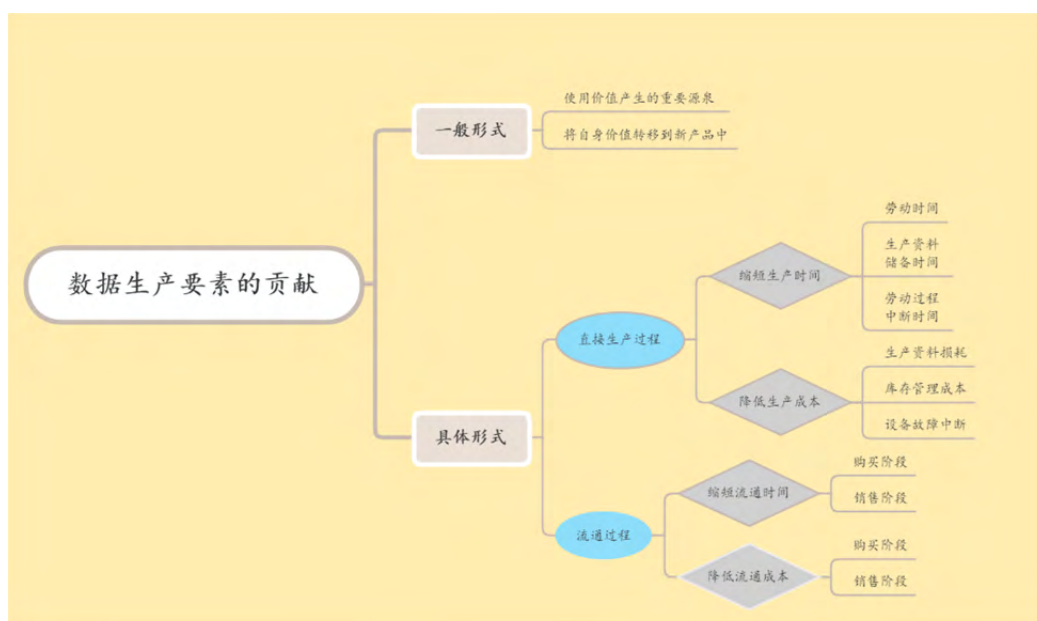 数据生产要素的贡献
一般形式
使用价值产生的重要源泉
将自身价值转移到新产品中
具体形式
直接生产过程
缩短生产时间
劳动时间
生产资料
储备时间
劳动过程
中断时间
降低生产成本
生产资料损耗
库存管理成本
设备故障中断
流通过程
缩短流通时间
购买阶段
销售阶段
降低流通成本
购买阶段
销售阶段